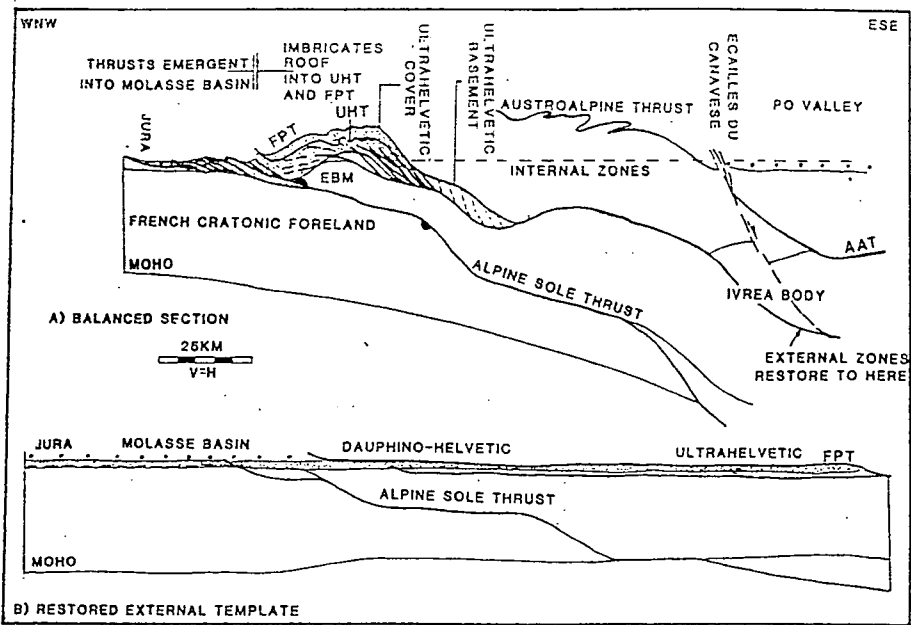 WNW
ESE
THRUSTS EMERGENT
INTO MOLASSE BASIN
IMBRICATES
ROOF
INTO UHT
AND FPT
ULTRAHELVETIC
COVER
ULTRAHELVETIC
BASEMENT
ECAILLES DU
CANAVESE
AUSTROALPINE THRUST
PO VALLEY
JURA
FPT
UHT
EBM
INTERNAL ZONES
FRENCH CRATONIC FORELAND
MOHO
ALPINE SOLE THRUST
AAT
IVREA BODY
A) BALANCED SECTION
25KM
V=H
EXTERNAL ZONES
RESTORE TO HERE
JURA
MOLASSE BASIN
DAUPHINO-HELVETIC
ULTRAHELVETIC
FPT
ALPINE SOLE THRUST
MOHO
B) RESTORED EXTERNAL TEMPLATE